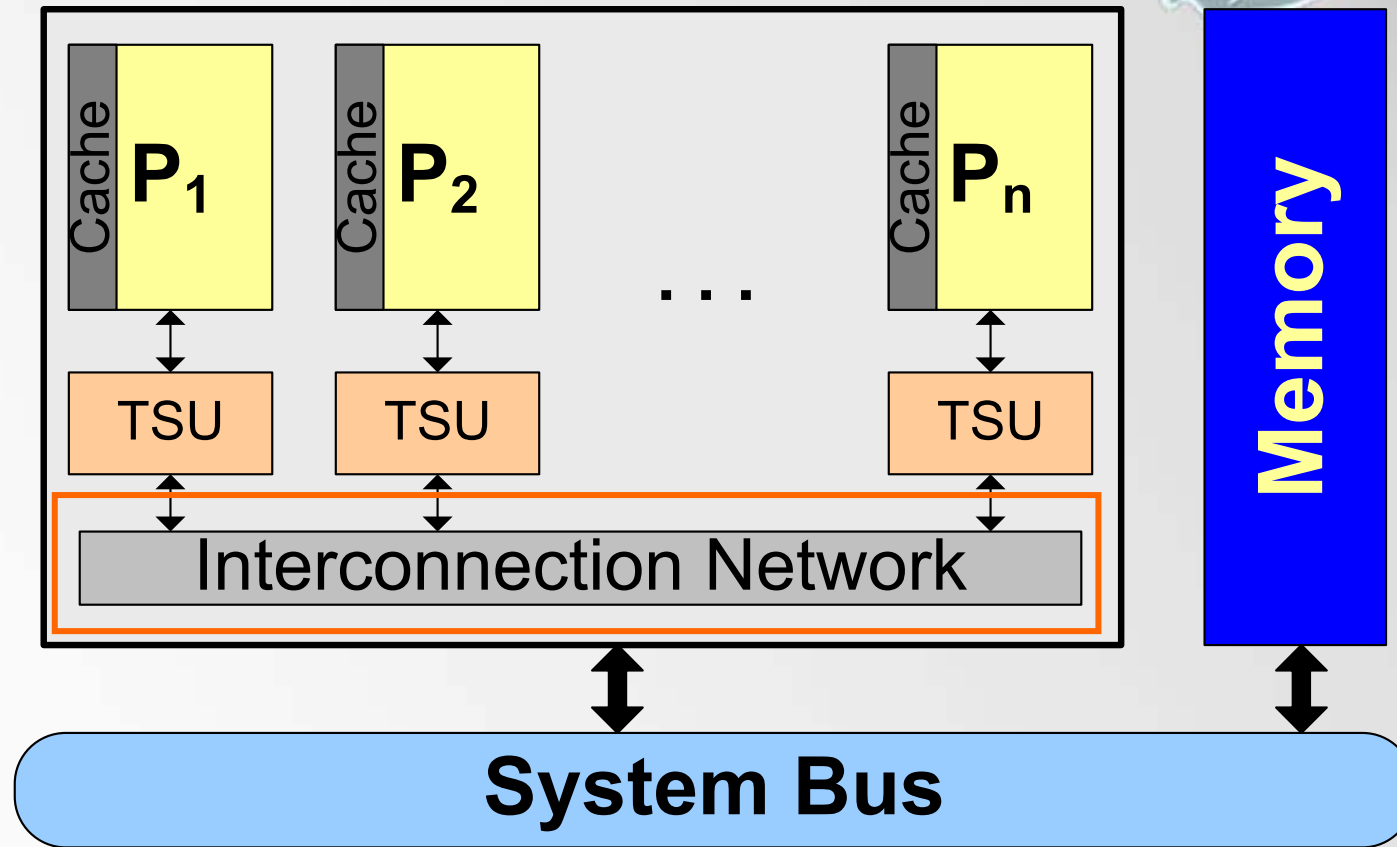 Cache P₁
Cache P₂
. . .
Cache Pₙ
TSU
TSU
TSU
Interconnection Network
Memory
System Bus